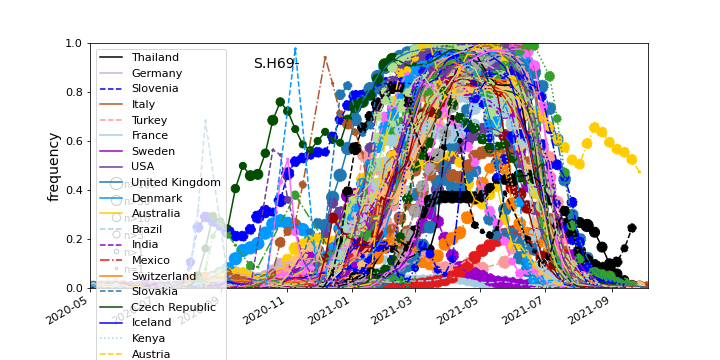 S.H69-
frequency
1.0
0.8
0.6
0.4
0.2
0.0
2020-05
2020-09
2020-11
2021-01
2021-03
2021-05
2021-07
2021-09
Thailand
Germany
Slovenia
Italy
Turkey
France
Sweden
USA
United Kingdom
Denmark
Australia
Brazil
India
Mexico
Switzerland
Slovakia
Czech Republic
Iceland
Kenya
Austria